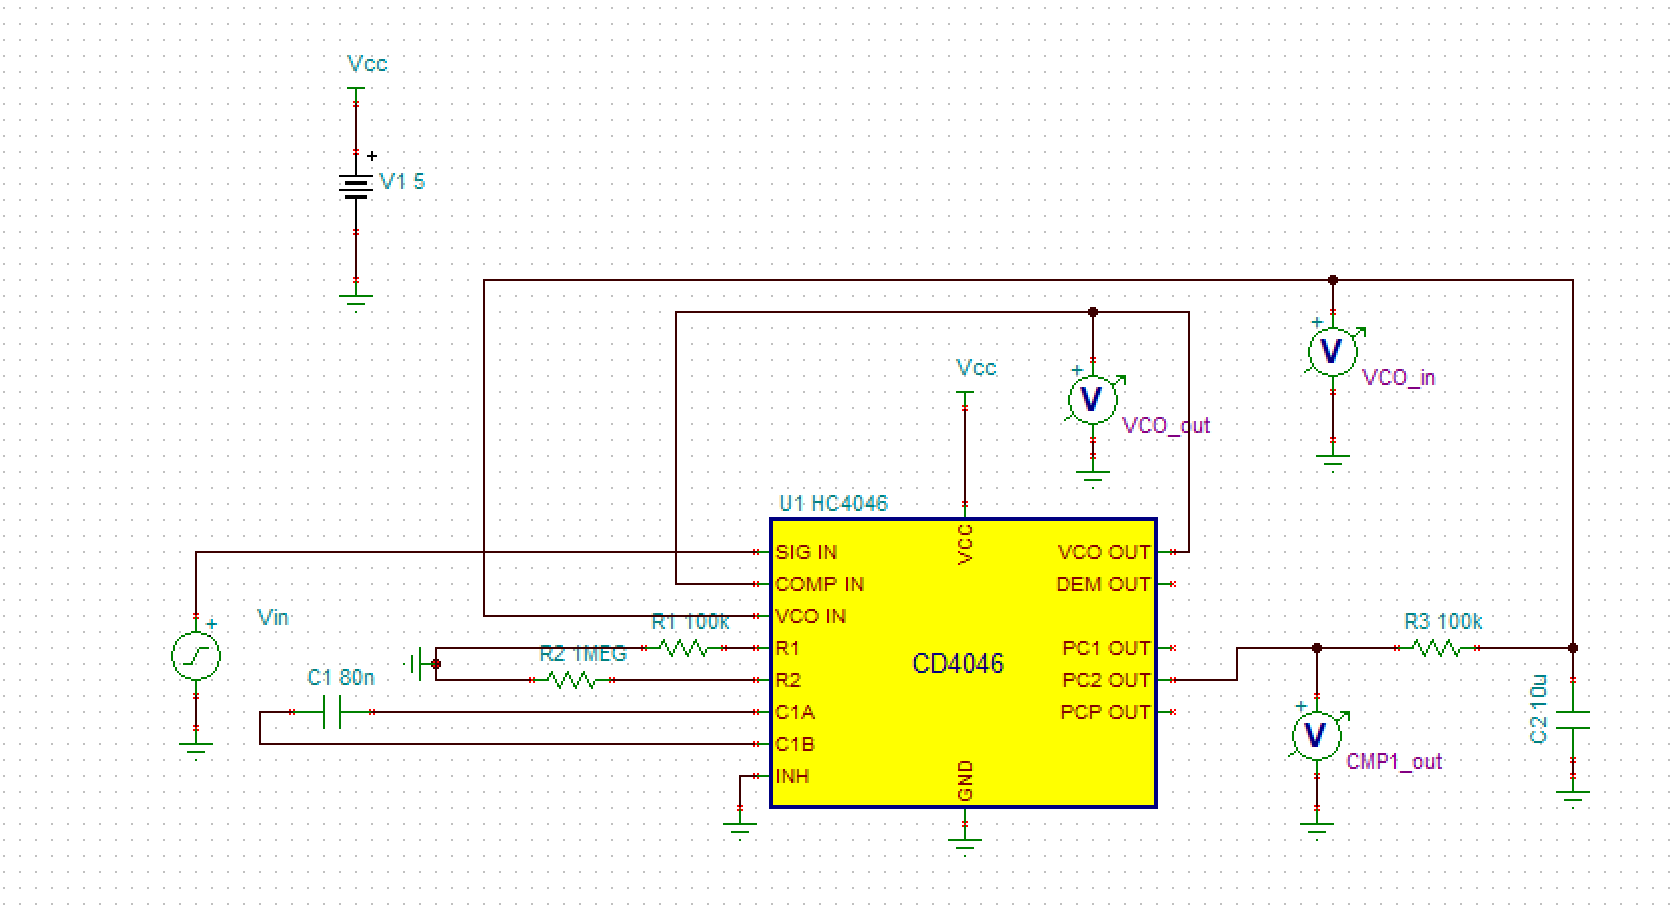 Vcc
+
V1 5
+
V
VCO_in
Vcc
+
V
VCO_out
U1 HC4046
VCC
SIG IN
VCO OUT
COMP IN
DEM OUT
VCO IN
Vin
+
R1 100k
R1
PC1 OUT
R3 100k
R2 1MEG
CD4046
R2
PC2 OUT
C1 80n
C1A
PCP OUT
+
V
CMP1_out
C2 10u
C1B
INH
GND